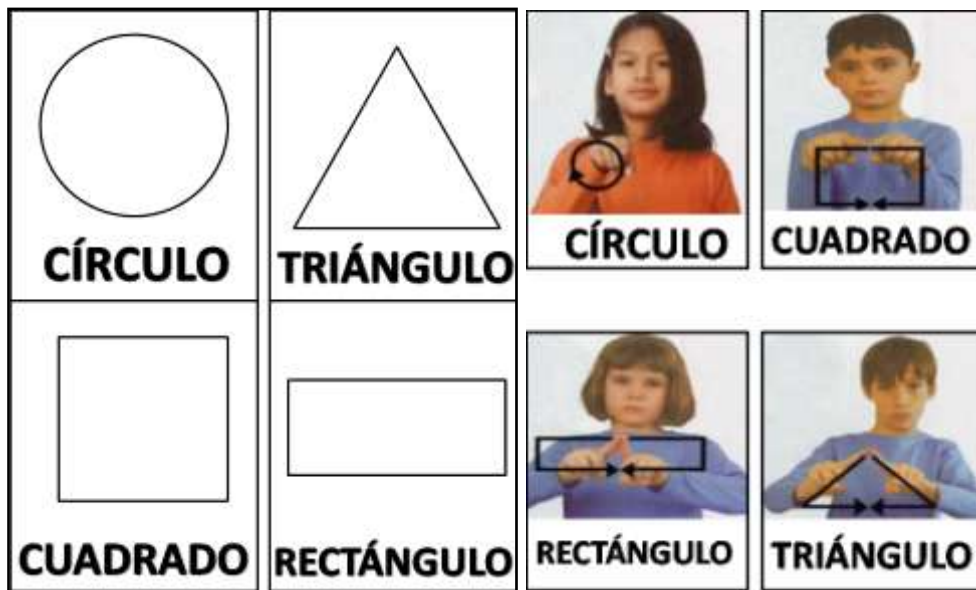 CÍRCULO
TRIÁNGULO
CUADRADO
RECTÁNGULO
CÍRCULO
CUADRADO
RECTÁNGULO
TRIÁNGULO